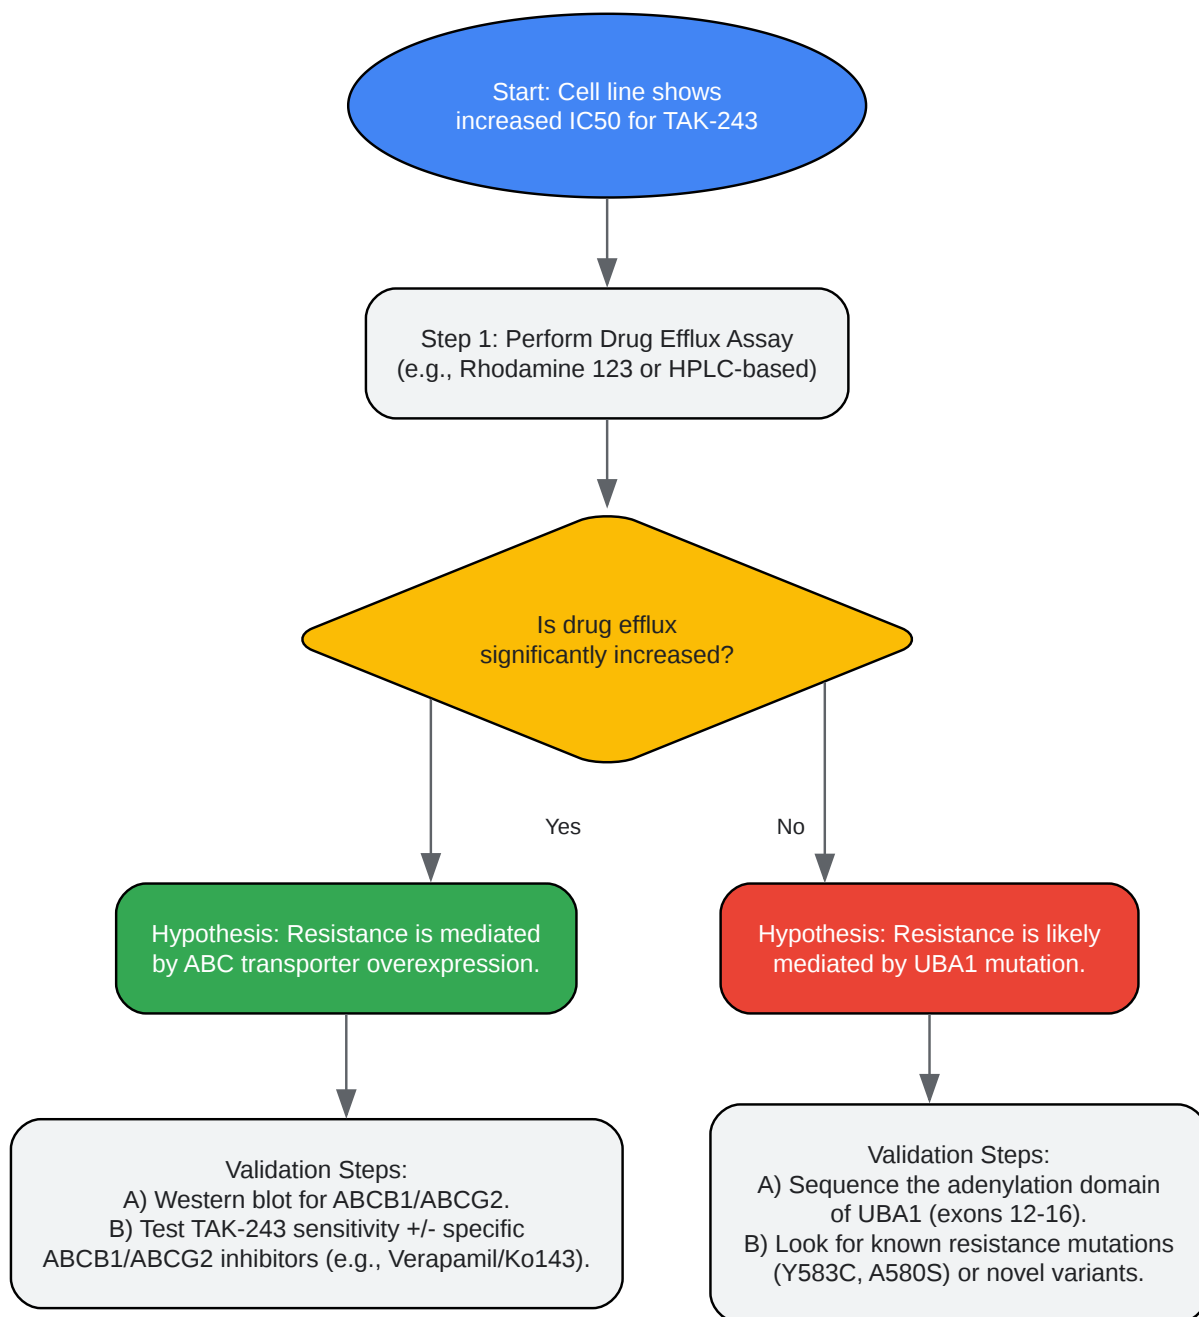 Start: Cell line shows
increased IC50 for TAK-243
Step 1: Perform Drug Efflux Assay
(e.g., Rhodamine 123 or HPLC-based)
Is drug efflux
significantly increased?
Yes
No
Hypothesis: Resistance is mediated
by ABC transporter overexpression.
Hypothesis: Resistance is likely
mediated by UBA1 mutation.
Validation Steps:
A) Western blot for ABCB1/ABCG2.
B) Test TAK-243 sensitivity +/- specific
ABCB1/ABCG2 inhibitors (e.g., Verapamil/Ko143).
Validation Steps:
A) Sequence the adenylation domain
of UBA1 (exons 12-16).
B) Look for known resistance mutations
(Y583C, A580S) or novel variants.